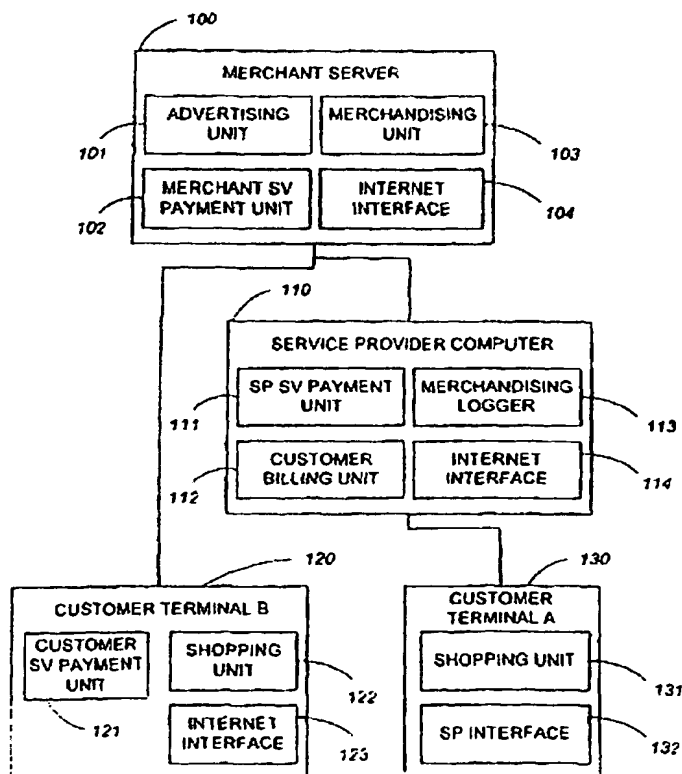 100
MERCHANT SERVER
ADVERTISING
UNIT
101
MERCHANDISING
UNIT
103
MERCHANT SV
PAYMENT UNIT
102
INTERNET
INTERFACE
104
110
SERVICE PROVIDER COMPUTER
SP SV PAYMENT
UNIT
111
MERCHANDISING
LOGGER
113
CUSTOMER
BILLING UNIT
112
INTERNET
INTERFACE
114
120
CUSTOMER TERMINAL B
CUSTOMER
SV PAYMENT
UNIT
121
SHOPPING
UNIT
122
INTERNET
INTERFACE
123
130
CUSTOMER
TERMINAL A
SHOPPING UNIT
131
SP INTERFACE
132